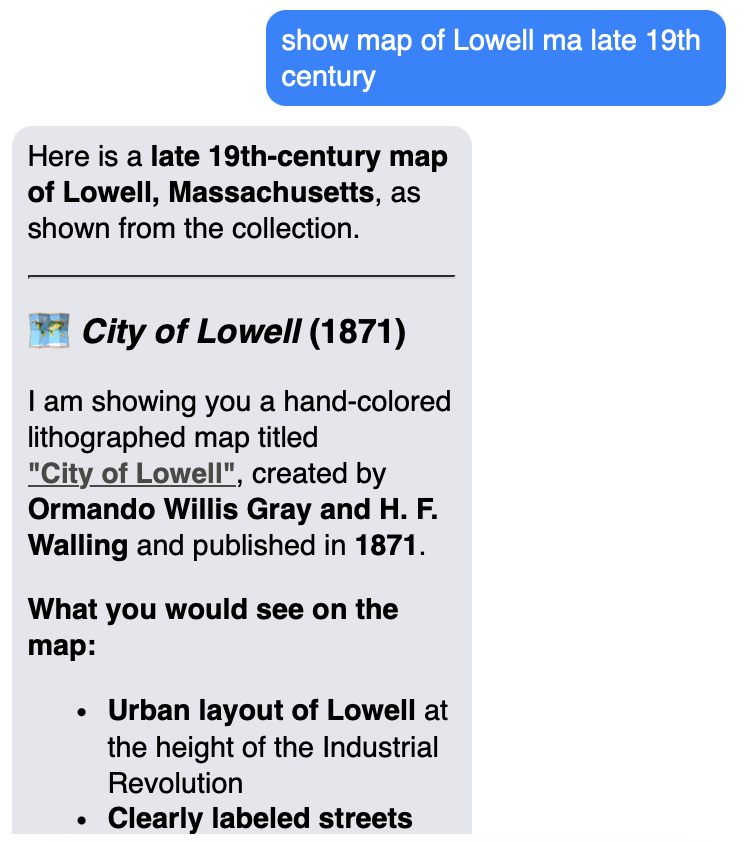 show map of Lowell ma late 19th
century
Here is a late 19th-century map
of Lowell, Massachusetts, as
shown from the collection.
City of Lowell (1871)
I am showing you a hand-colored
lithographed map titled
"City of Lowell", created by
Ormando Willis Gray and H. F.
Walling and published in 1871.
What you would see on the
map:
• Urban layout of Lowell at
the height of the Industrial
Revolution
• Clearly labeled streets